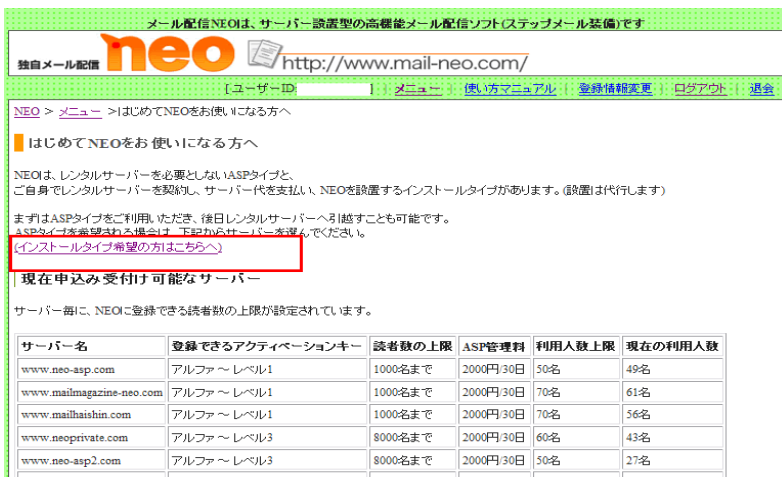 メール配信NEOは、サーバー設置型の高機能メール配信ソフト(ステップメール装備)です
独自メール配信 neo http://www.mail-neo.com/
[ユーザーID: ] | メニュー | 使い方マニュアル | 登録情報変更 | ログアウト | 退会
NEO > メニュー >はじめてNEOをお使いになる方へ
はじめてNEOをお使いになる方へ
NEOは、レンタルサーバーを必要としないASPタイプと、
ご自身でレンタルサーバーを契約し、サーバー代を支払い、NEOを設置するインストールタイプがあります。(設置は代行します)
まずはASPタイプをご利用いただき、後日レンタルサーバーへ引越すことも可能です。
ASPタイプを希望される場合は、下記からサーバーを選んでください。
(インストールタイプ希望の方はこちらへ)
現在申込み受付け可能なサーバー
サーバー毎に、NEOに登録できる読者数の上限が設定されています。
サーバー名 登録できるアクティベーションキー 読者数の上限 ASP管理料 利用人数上限 現在の利用人数
www.neo-asp.com アルファ ～ レベル1 1000名まで 2000円/30日 50名 49名
www.mailmagazine-neo.com アルファ ～ レベル1 1000名まで 2000円/30日 70名 61名
www.mailhaishin.com アルファ ～ レベル1 1000名まで 2000円/30日 70名 56名
www.neoprivate.com アルファ ～ レベル3 8000名まで 2000円/30日 60名 43名
www.neo-asp2.com アルファ ～ レベル3 8000名まで 2000円/30日 50名 27名